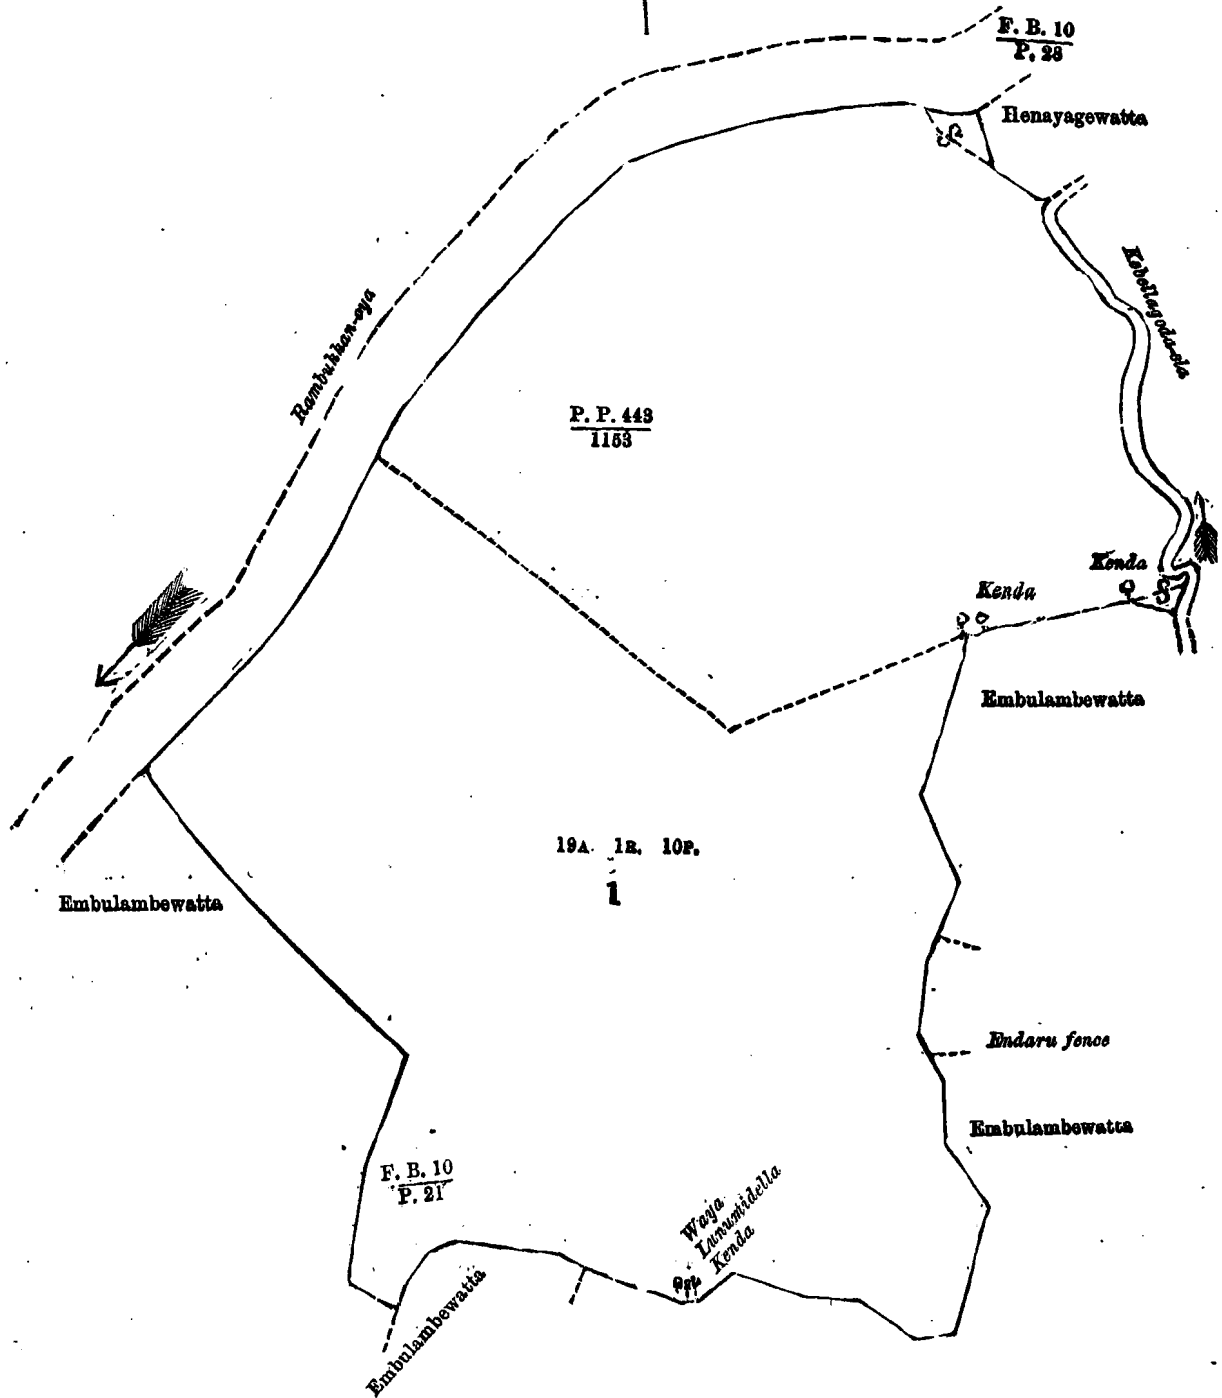 F. B. 10
P. 28
Henayagewatta
Kebellagoda-ela
Rambukkan-oya
P. P. 443
1153
Kenda
Kenda
Embulambewatta
19A. 1R. 10P.
1
Embulambewatta
Endaru fence
Embulambewatta
F. B. 10
P. 21
Waya
Lunumidella
Kenda
Embulambewatta